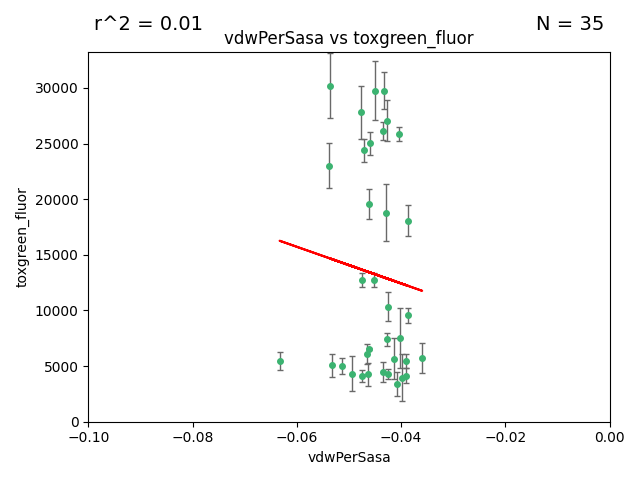 r^2 = 0.01
N = 35
vdwPerSasa vs toxgreen_fluor
30000
25000
20000
15000
10000
5000
0
toxgreen_fluor
−0.10
−0.08
−0.06
−0.04
−0.02
0.00
vdwPerSasa